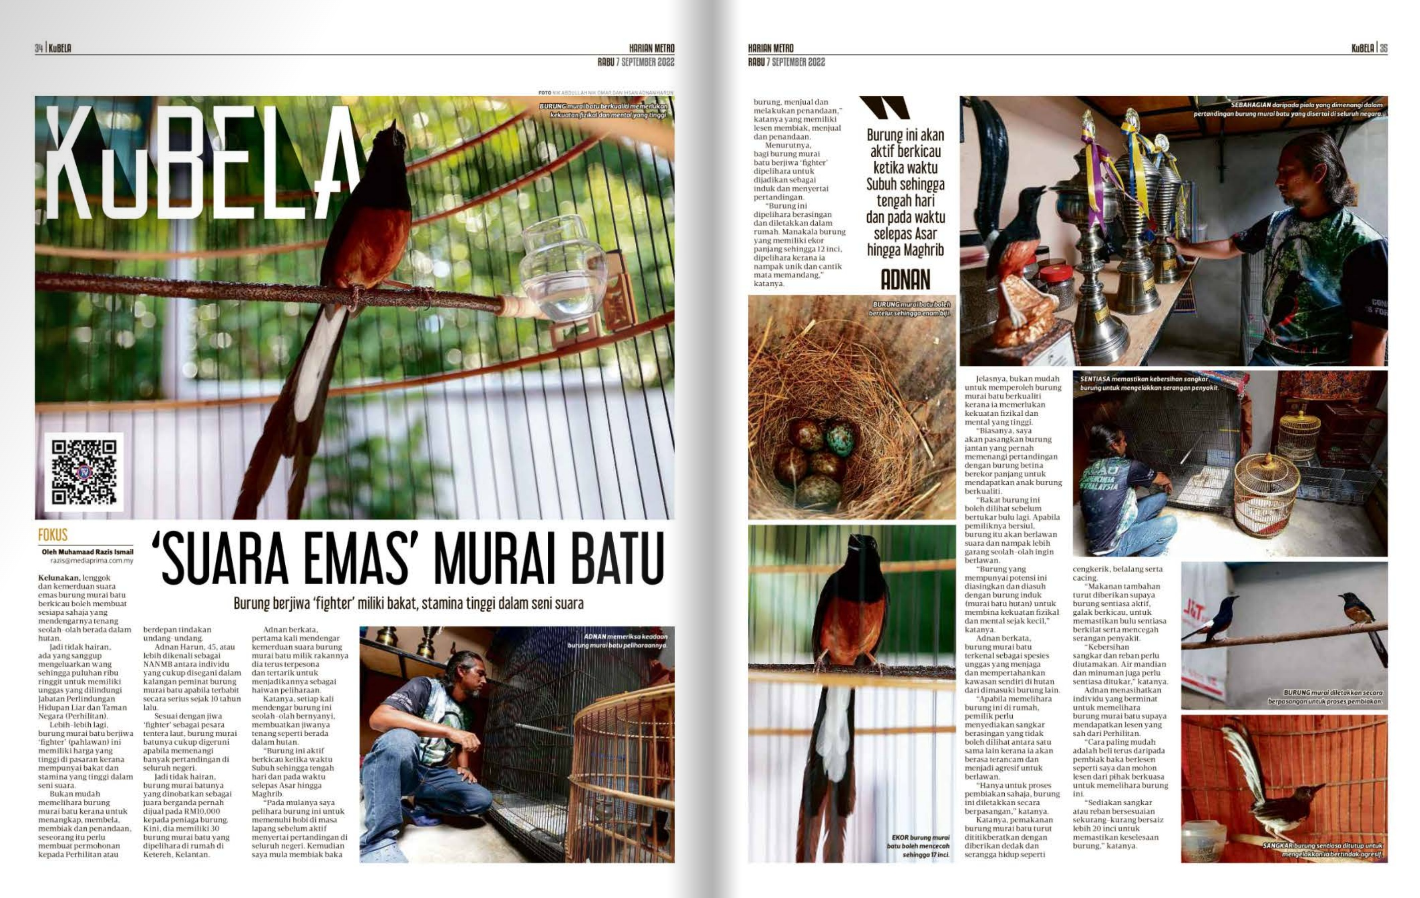 34 | KuBELA
HARIAN METRO
RABU 7 SEPTEMBER 2022
FOTO NIK ABDULLAH NIK OMAR DAN IHSAN ADNAN HARUN
BURUNG murai batu berkualiti memerlukan
kekuatan fizikal dan mental yang tinggi.
KuBELA
FOKUS
Oleh Muhamaad Razis Ismail
razis@mediaprima.com.my
'SUARA EMAS' MURAI BATU
Burung berjiwa 'fighter' miliki bakat, stamina tinggi dalam seni suara
Kelunakan, lenggok
dan kemerduan suara
emas burung murai batu
berkicau boleh membuat
sesiapa sahaja yang
mendengarnya tenang
seolah-olah berada dalam
hutan.
Jadi tidak hairan,
ada yang sanggup
mengeluarkan wang
sehingga puluhan ribu
ringgit untuk memiliki
unggas yang dilindungi
Jabatan Perlindungan
Hidupan Liar dan Taman
Negara (Perhilitan).
Lebih-lebih lagi,
burung murai batu berjiwa
'fighter' (pahlawan) ini
memiliki harga yang
tinggi di pasaran kerana
mempunyai bakat dan
stamina yang tinggi dalam
seni suara.
Bukan mudah
memelihara burung
murai batu kerana untuk
menangkap, membela,
membiak dan penandaan,
seseorang itu perlu
membuat permohonan
kepada Perhilitan atau
berdepan tindakan
undang-undang.
Adnan Harun, 45, atau
lebih dikenali sebagai
NANMB antara individu
yang cukup disegani dalam
kalangan peminat burung
murai batu apabila terbabit
secara serius sejak 10 tahun
lalu.
Sesuai dengan jiwa
'fighter' sebagai pesara
tentera laut, burung murai
batunya cukup digeruni
apabila memenangi
banyak pertandingan di
seluruh negeri.
Jadi tidak hairan,
burung murai batunya
yang dinobatkan sebagai
juara berganda pernah
dijual pada RM10,000
kepada peniaga burung.
Kini, dia memiliki 30
burung murai batu yang
dipelihara di rumah di
Ketereh, Kelantan.
Adnan berkata,
pertama kali mendengar
kemerduan suara burung
murai batu milik rakannya
dia terus terpesona
dan tertarik untuk
menjadikannya sebagai
haiwan peliharaan.
Katanya, setiap kali
mendengar burung ini
seolah-olah bernyanyi,
membuatkan jiwanya
tenang seperti berada
dalam hutan.
"Burung ini aktif
berkicau ketika waktu
Subuh sehingga tengah
hari dan pada waktu
selepas Asar hingga
Maghrib.
"Pada mulanya saya
pelihara burung ini untuk
memenuhi hobi di masa
lapang sebelum aktif
menyertai pertandingan di
seluruh negeri. Kemudian
saya mula membiak baka
ADNAN memeriksa keadaan
burung murai batu peliharaannya.
HARIAN METRO
RABU 7 SEPTEMBER 2022
KuBELA | 35
burung, menjual dan
melakukan penandaan,"
katanya yang memiliki
lesen membiak, menjual
dan penandaan.
Menurutnya,
bagi burung murai
batu berjiwa 'fighter'
dipelihara untuk
dijadikan sebagai
induk dan menyertai
pertandingan.
"Burung ini
dipelihara berasingan
dan diletakkan dalam
rumah. Manakala burung
yang memiliki ekor
panjang sehingga 12 inci,
dipelihara kerana ia
nampak unik dan cantik
mata memandang,"
katanya.
Burung ini akan
aktif berkicau
ketika waktu
Subuh sehingga
tengah hari
dan pada waktu
selepas Asar
hingga Maghrib
ADNAN
SEBAHAGIAN daripada piala yang dimenangi dalam
pertandingan burung murai batu yang disertai di seluruh negara.
BURUNG murai batu boleh
bertelur sehingga enam biji.
EKOR burung murai
batu boleh mencecah
sehingga 17 inci.
Jelasnya, bukan mudah
untuk memperoleh burung
murai batu berkualiti
kerana ia memerlukan
kekuatan fizikal dan
mental yang tinggi.
"Biasanya, saya
akan pasangkan burung
jantan yang pernah
memenangi pertandingan
dengan burung betina
berekor panjang untuk
mendapatkan anak burung
berkualiti.
"Bakat burung ini
boleh dilihat sebelum
bertukar bulu lagi. Apabila
pemiliknya bersiul,
burung itu akan berlawan
suara dan nampak lebih
garang seolah-olah ingin
berlawan.
"Burung yang
mempunyai potensi ini
diasingkan dan diasuh
dengan burung induk
(murai batu hutan) untuk
membina kekuatan fizikal
dan mental sejak kecil,"
katanya.
Adnan berkata,
burung murai batu
terkenal sebagai spesies
unggas yang menjaga
dan mempertahankan
kawasan sendiri di hutan
dari dimasuki burung lain.
"Apabila memelihara
burung ini di rumah,
pemilik perlu
menyediakan sangkar
berasingan yang tidak
boleh dilihat antara satu
sama lain kerana ia akan
berasa terancam dan
menjadi agresif untuk
berlawan.
"Hanya untuk proses
pembiakan sahaja, burung
ini diletakkan secara
berpasangan," katanya.
Katanya, pemakanan
burung murai batu turut
dititikberatkan dengan
diberikan dedak dan
serangga hidup seperti
SENTIASA memastikan kebersihan sangkar
burung untuk mengelakkan serangan penyakit.
MALAYSIA
cengkerik, belalang serta
cacing.
"Makanan tambahan
turut diberikan supaya
burung sentiasa aktif,
galak berkicau, untuk
memastikan bulu sentiasa
berkilat serta mencegah
serangan penyakit.
"Kebersihan
sangkar dan reban perlu
diutamakan. Air mandian
dan minuman juga perlu
sentiasa ditukar," katanya.
Adnan menasihatkan
individu yang berminat
untuk memelihara
burung murai batu supaya
mendapatkan lesen yang
sah dari Perhilitan.
"Cara paling mudah
adalah beli terus daripada
pembiak baka berlesen
seperti saya dan mohon
lesen dari pihak berkuasa
untuk memelihara burung
ini.
"Sediakan sangkar
atau reban bersesuaian
sekurang-kurang bersaiz
lebih 20 inci untuk
memastikan keselesaan
burung," katanya.
J&T
BURUNG murai diletakkan secara
berpasangan untuk proses pembiakan.
SANGKAR burung sentiasa ditutup untuk
mengelakkan ia bertindak agresif.